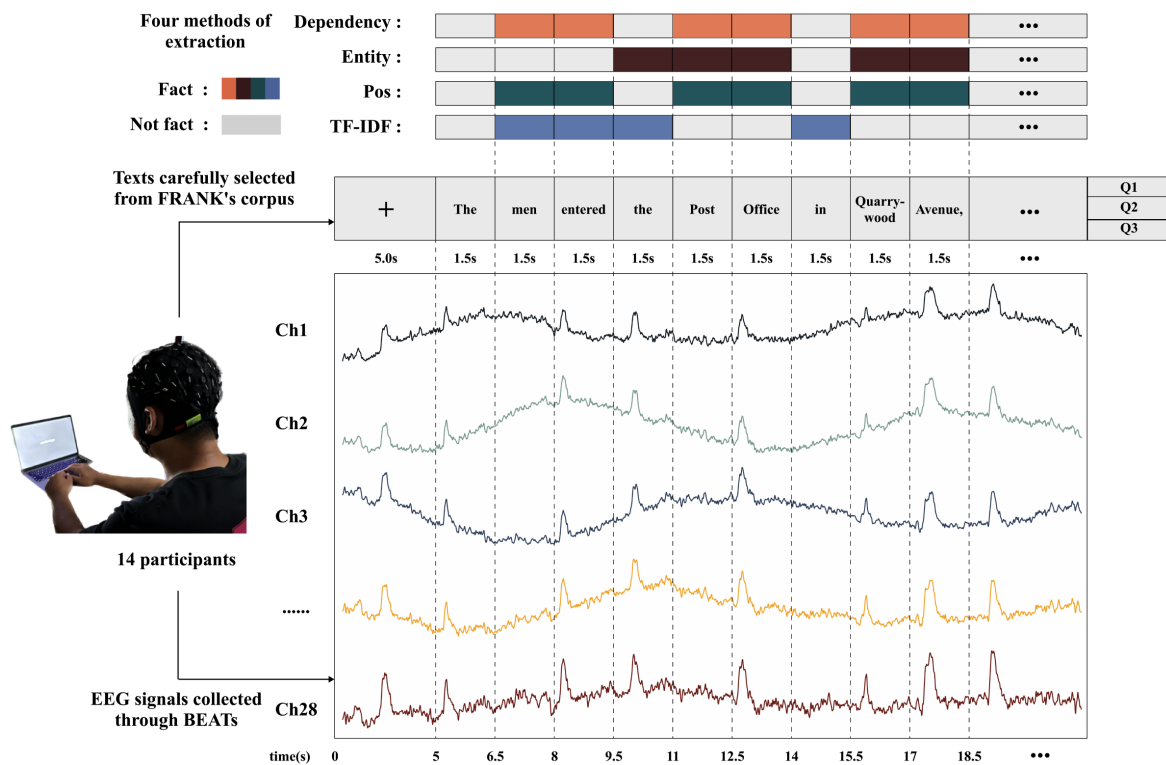 Four methods of
extraction
Fact :
Not fact :
Dependency :
Entity :
Pos :
TF-IDF :
•••
•••
•••
•••
Texts carefully selected
from FRANK's corpus
+
The
men
entered
the
Post
Office
in
Quarry-
wood
Avenue,
•••
Q1
Q2
Q3
5.0s
1.5s
1.5s
1.5s
1.5s
1.5s
1.5s
1.5s
1.5s
1.5s
•••
Ch1
Ch2
Ch3
......
Ch28
14 participants
EEG signals collected
through BEATs
time(s)
0
5
6.5
8
9.5
11
12.5
14
15.5
17
18.5
•••